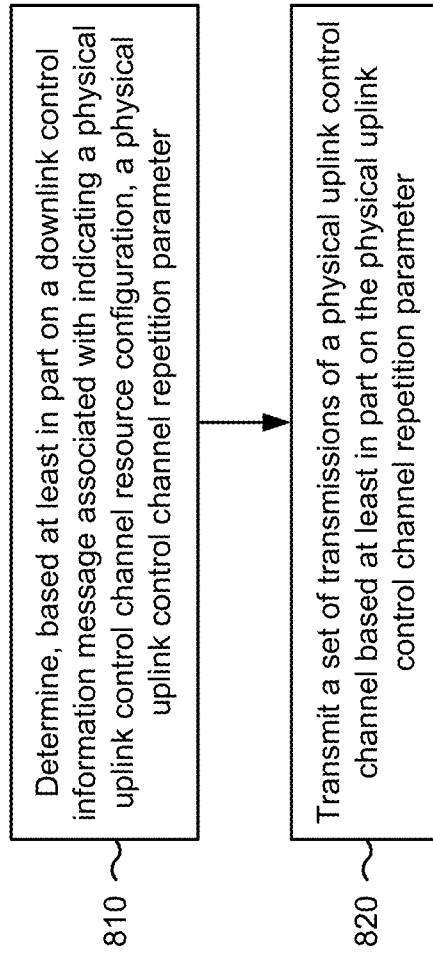 810
Determine, based at least in part on a downlink control
information message associated with indicating a physical
uplink control channel resource configuration, a physical
uplink control channel repetition parameter
820
Transmit a set of transmissions of a physical uplink control
channel based at least in part on the physical uplink
control channel repetition parameter